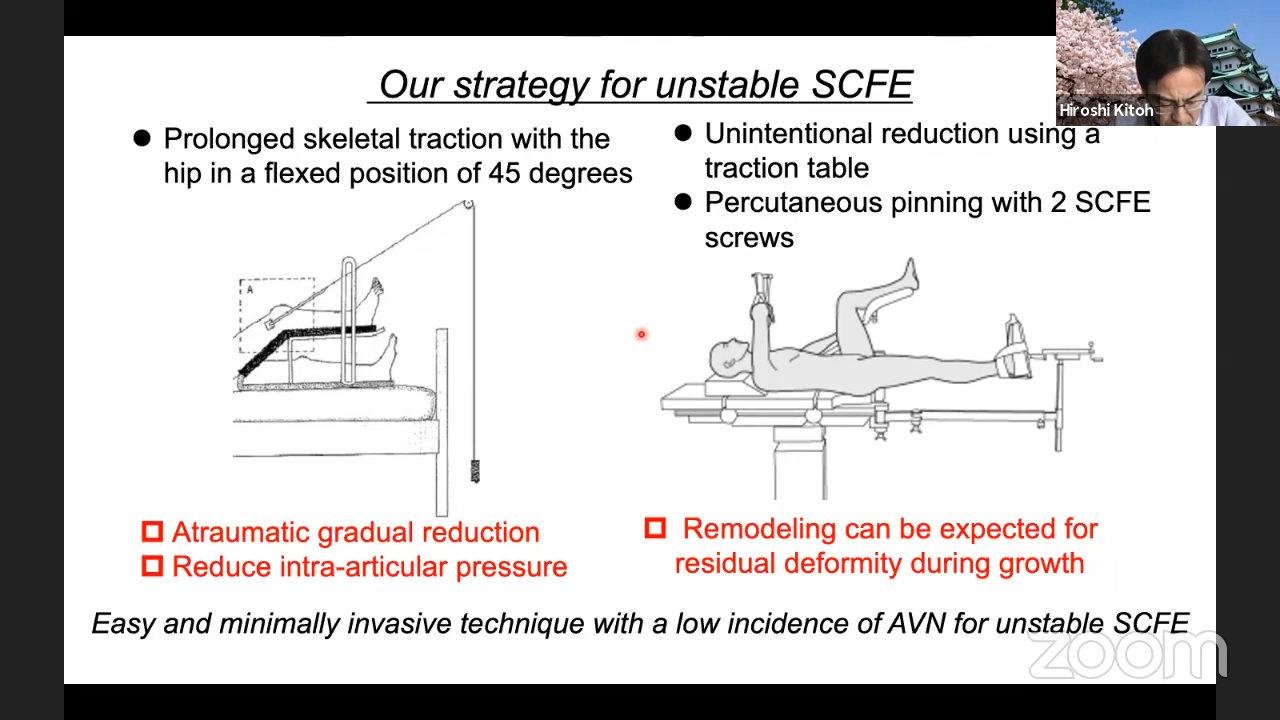 Our strategy for unstable SCFE
Hiroshi Kitoh
● Prolonged skeletal traction with the
hip in a flexed position of 45 degrees
● Unintentional reduction using a
traction table
● Percutaneous pinning with 2 SCFE
screws
A
Atraumatic gradual reduction
Reduce intra-articular pressure
Remodeling can be expected for
residual deformity during growth
Easy and minimally invasive technique with a low incidence of AVN for unstable SCFE
zoom